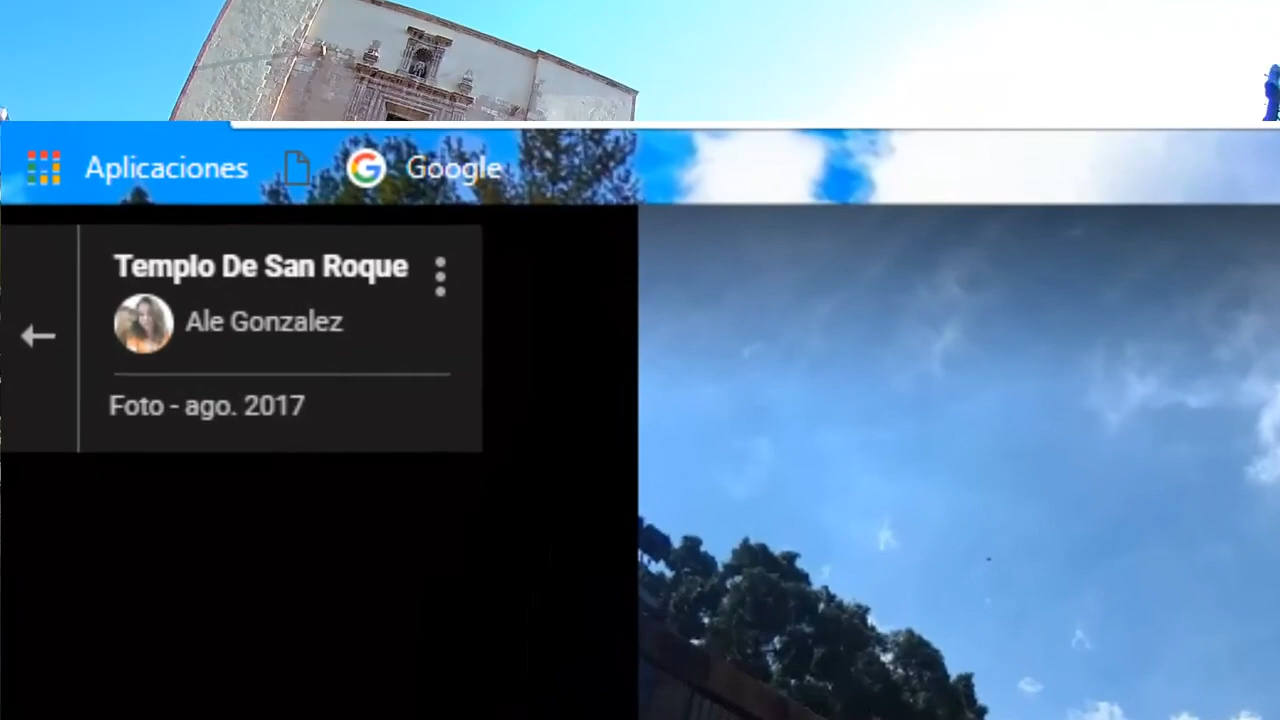 Aplicaciones Google
Templo De San Roque
Ale Gonzalez
Foto - ago. 2017